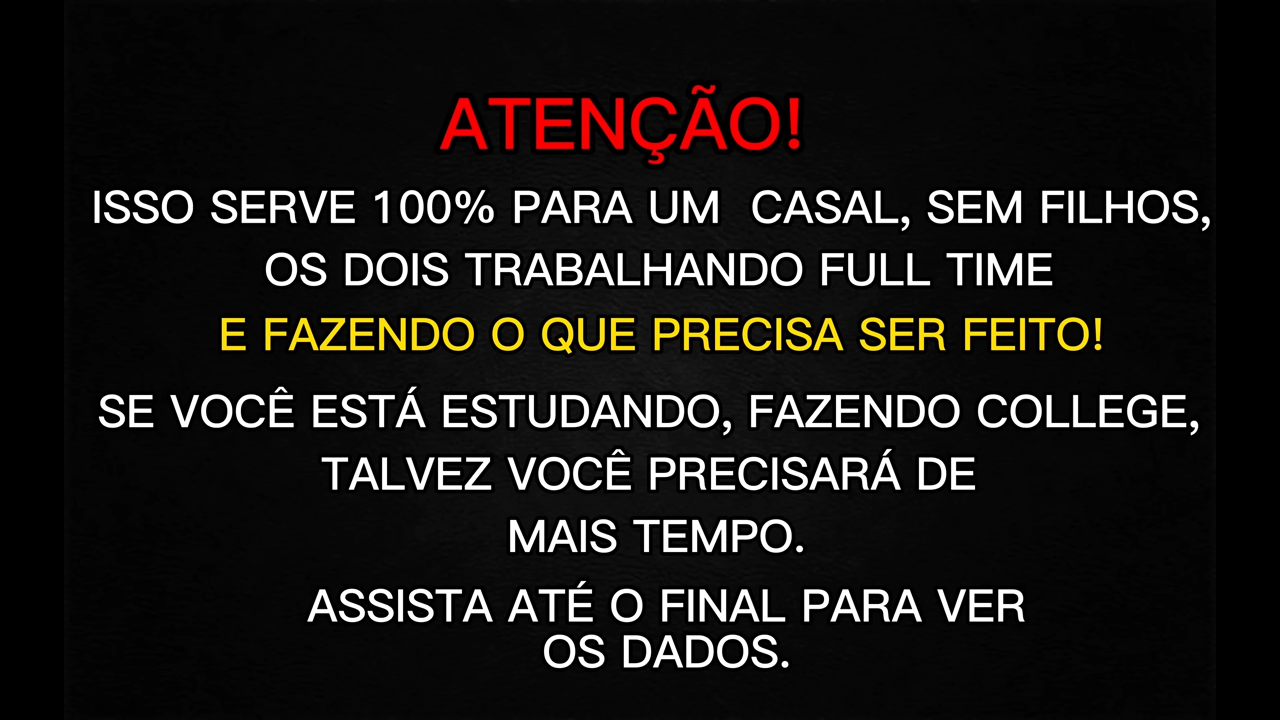 ATENÇÃO!
ISSO SERVE 100% PARA UM CASAL, SEM FILHOS,
OS DOIS TRABALHANDO FULL TIME
E FAZENDO O QUE PRECISA SER FEITO!
SE VOCÊ ESTÁ ESTUDANDO, FAZENDO COLLEGE,
TALVEZ VOCÊ PRECISARÁ DE
MAIS TEMPO.
ASSISTA ATÉ O FINAL PARA VER
OS DADOS.